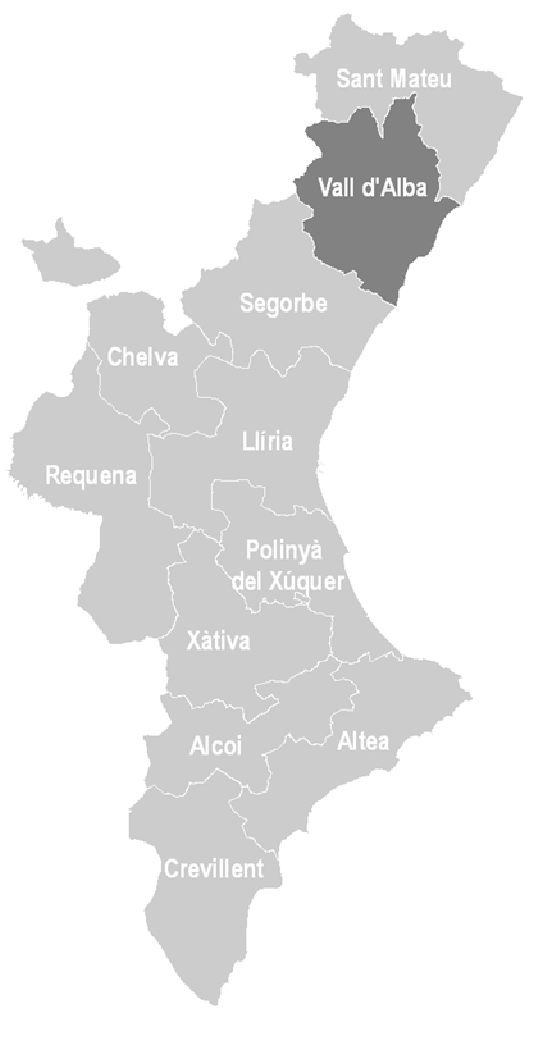 Sant Mateu
Vall d'Alba
Segorbe
Chelva
Llíria
Requena
Polinyà
del Xúquer
Xàtiva
Alcoi
Altea
Crevillent